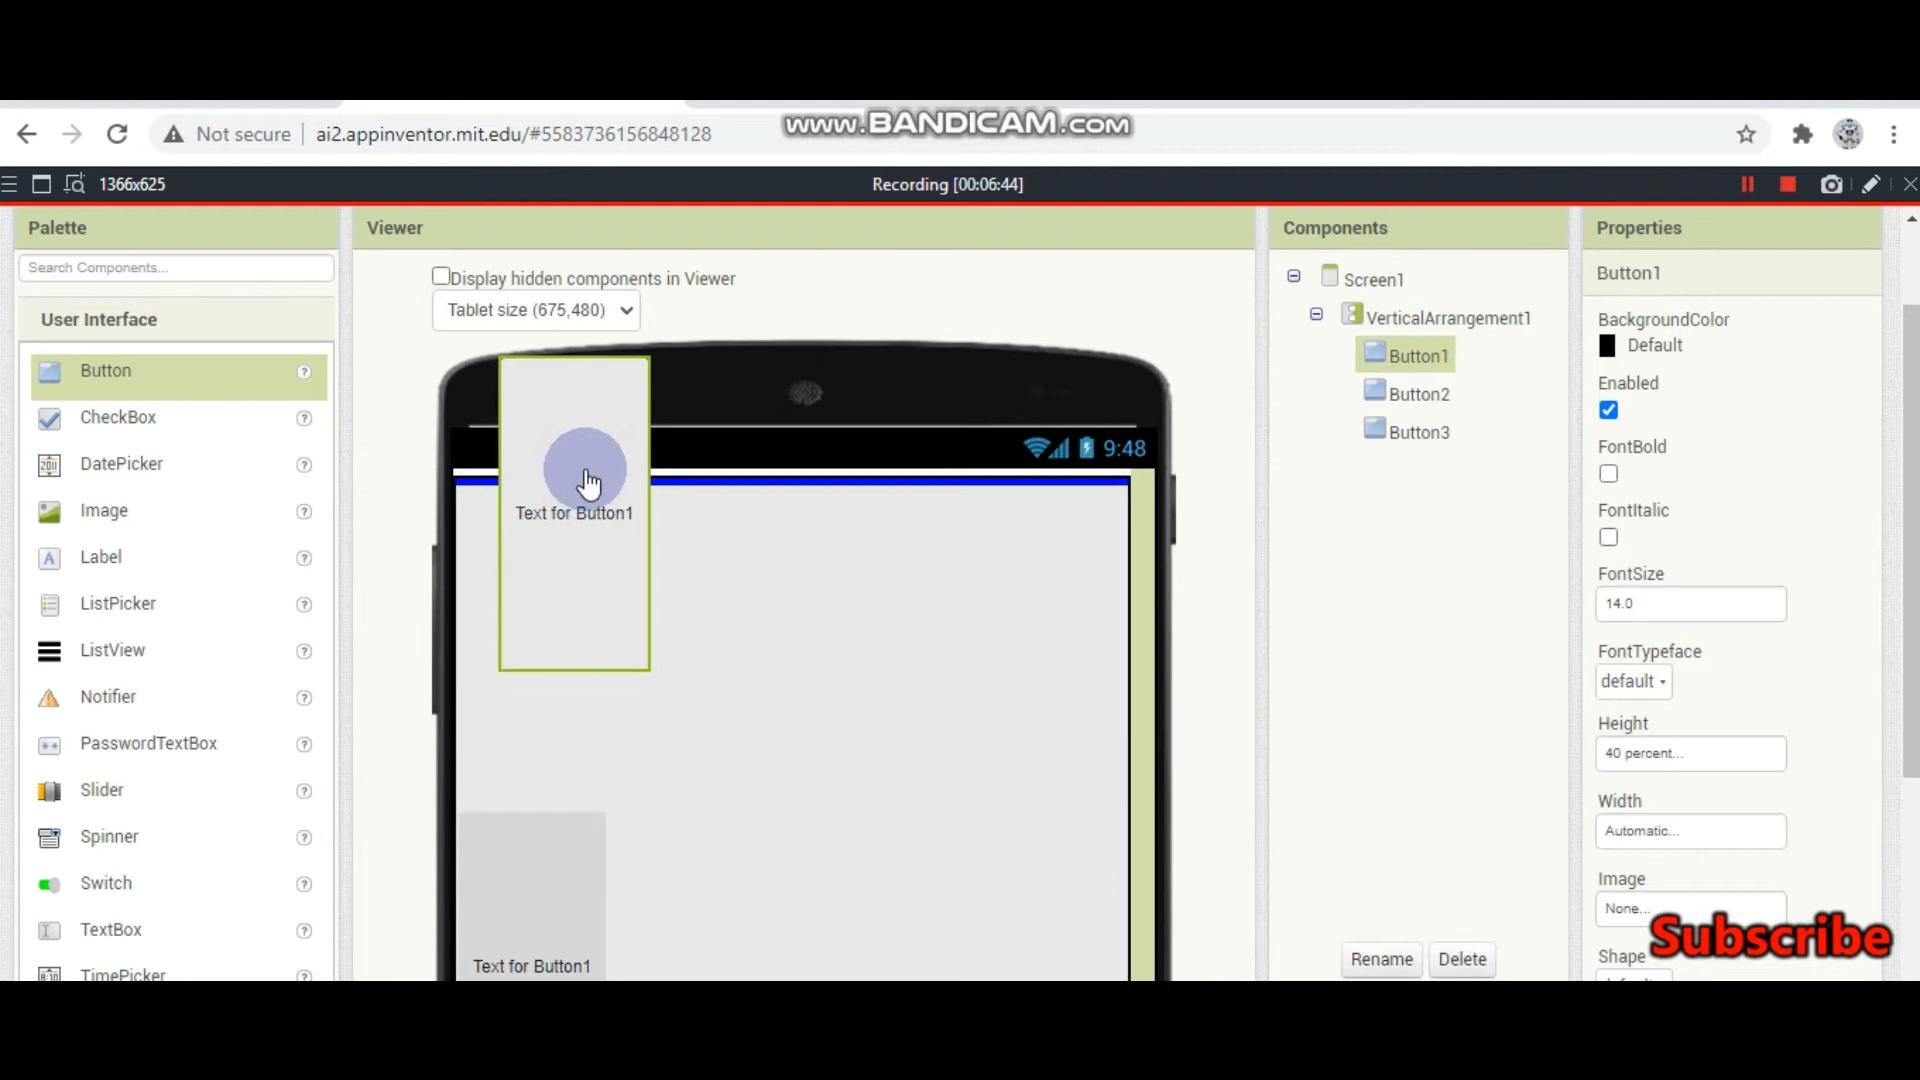 www.BANDICAM.com
Not secure
ai2.appinventor.mit.edu/#5583736156848128
1366x625
Recording [00:06:44]
Palette
Search Components...
User Interface
Button
CheckBox
DatePicker
Image
Label
ListPicker
ListView
Notifier
PasswordTextBox
Slider
Spinner
Switch
TextBox
TimePicker
Viewer
Display hidden components in Viewer
Tablet size (675,480)
9:48
Text for Button1
Text for Button1
Components
Screen1
VerticalArrangement1
Button1
Button2
Button3
Rename
Delete
Properties
Button1
BackgroundColor
Default
Enabled
FontBold
FontItalic
FontSize
14.0
FontTypeface
default
Height
40 percent...
Width
Automatic...
Image
None...
Shape
Subscribe